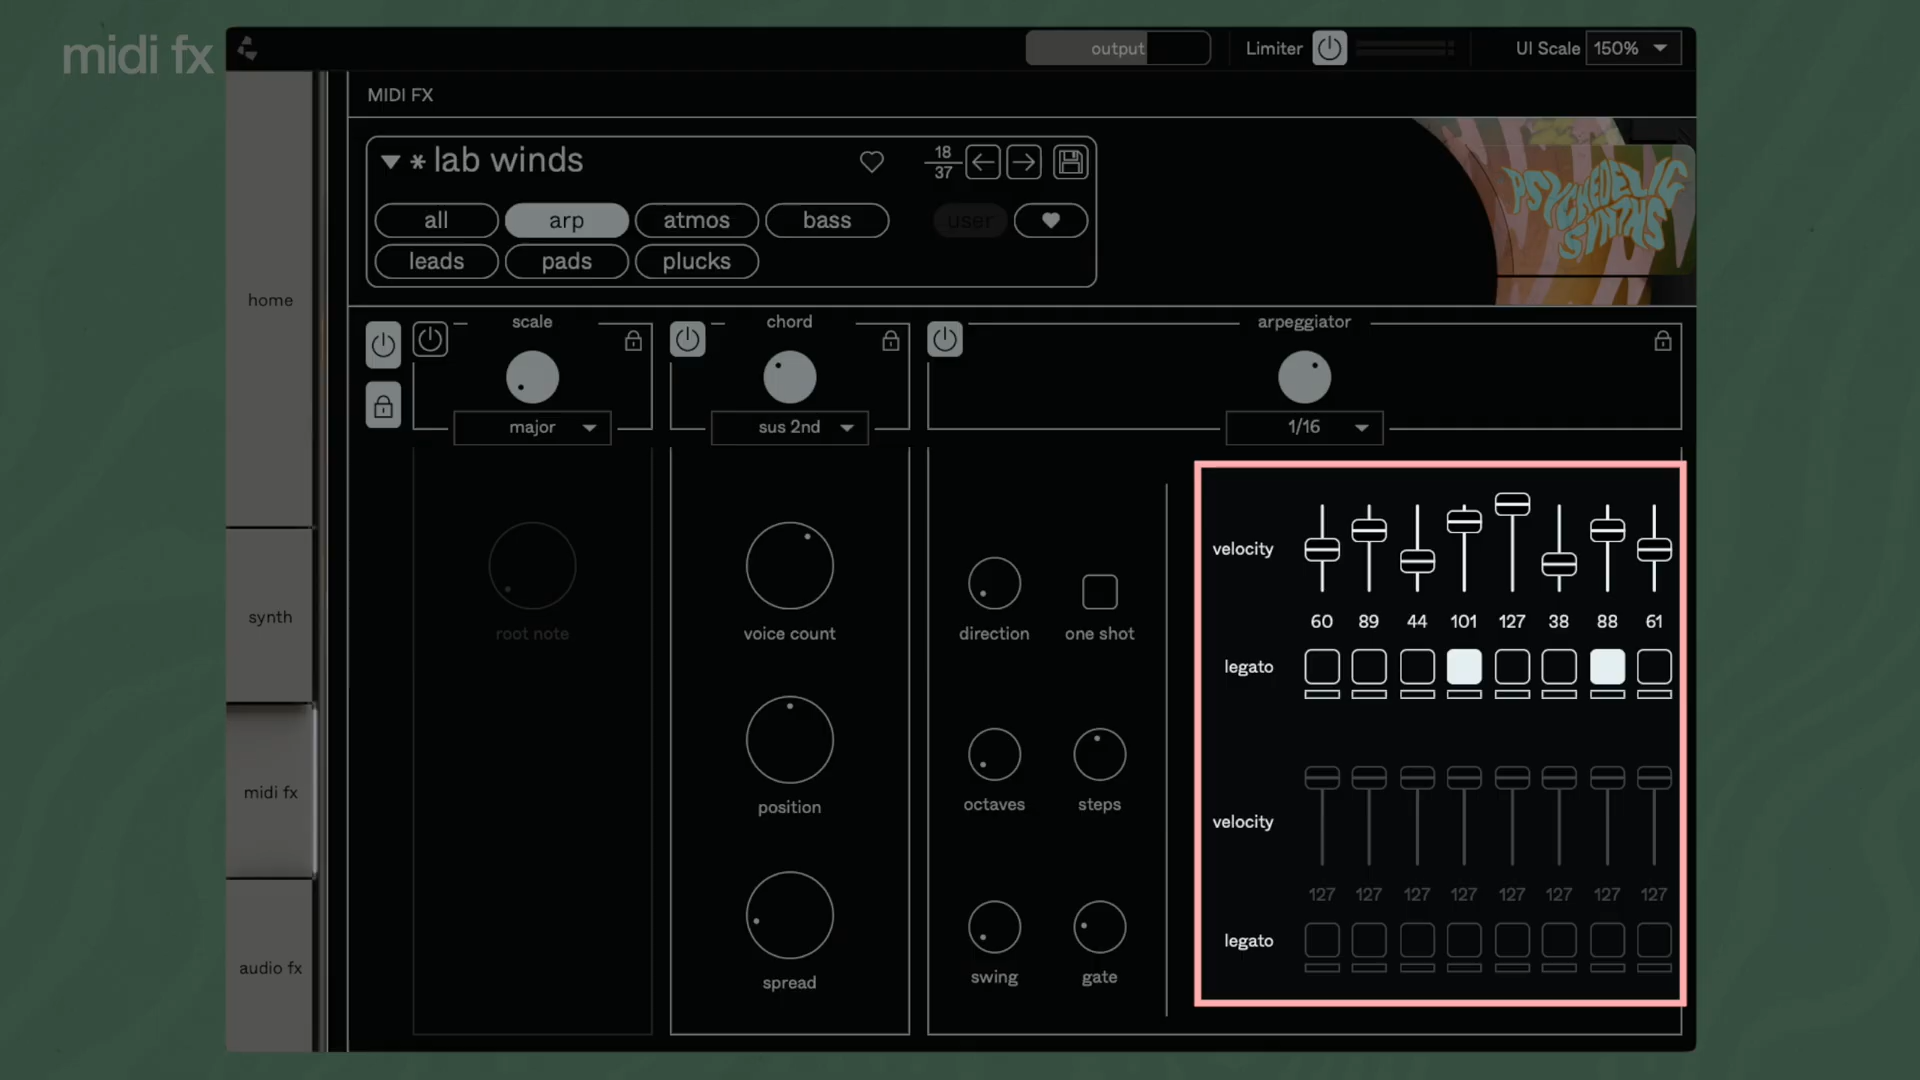 midi fx
output
Limiter
UI Scale 150%
MIDI FX
* lab winds
18
37
all arp atmos bass user
leads pads plucks
PSYCHEDELIC
SYNTHS
home
synth
midi fx
audio fx
scale
major
root note
chord
sus 2nd
voice count
position
spread
arpeggiator
1/16
direction one shot
octaves steps
swing gate
velocity
60 89 44 101 127 38 88 61
legato
velocity
127 127 127 127 127 127 127 127
legato